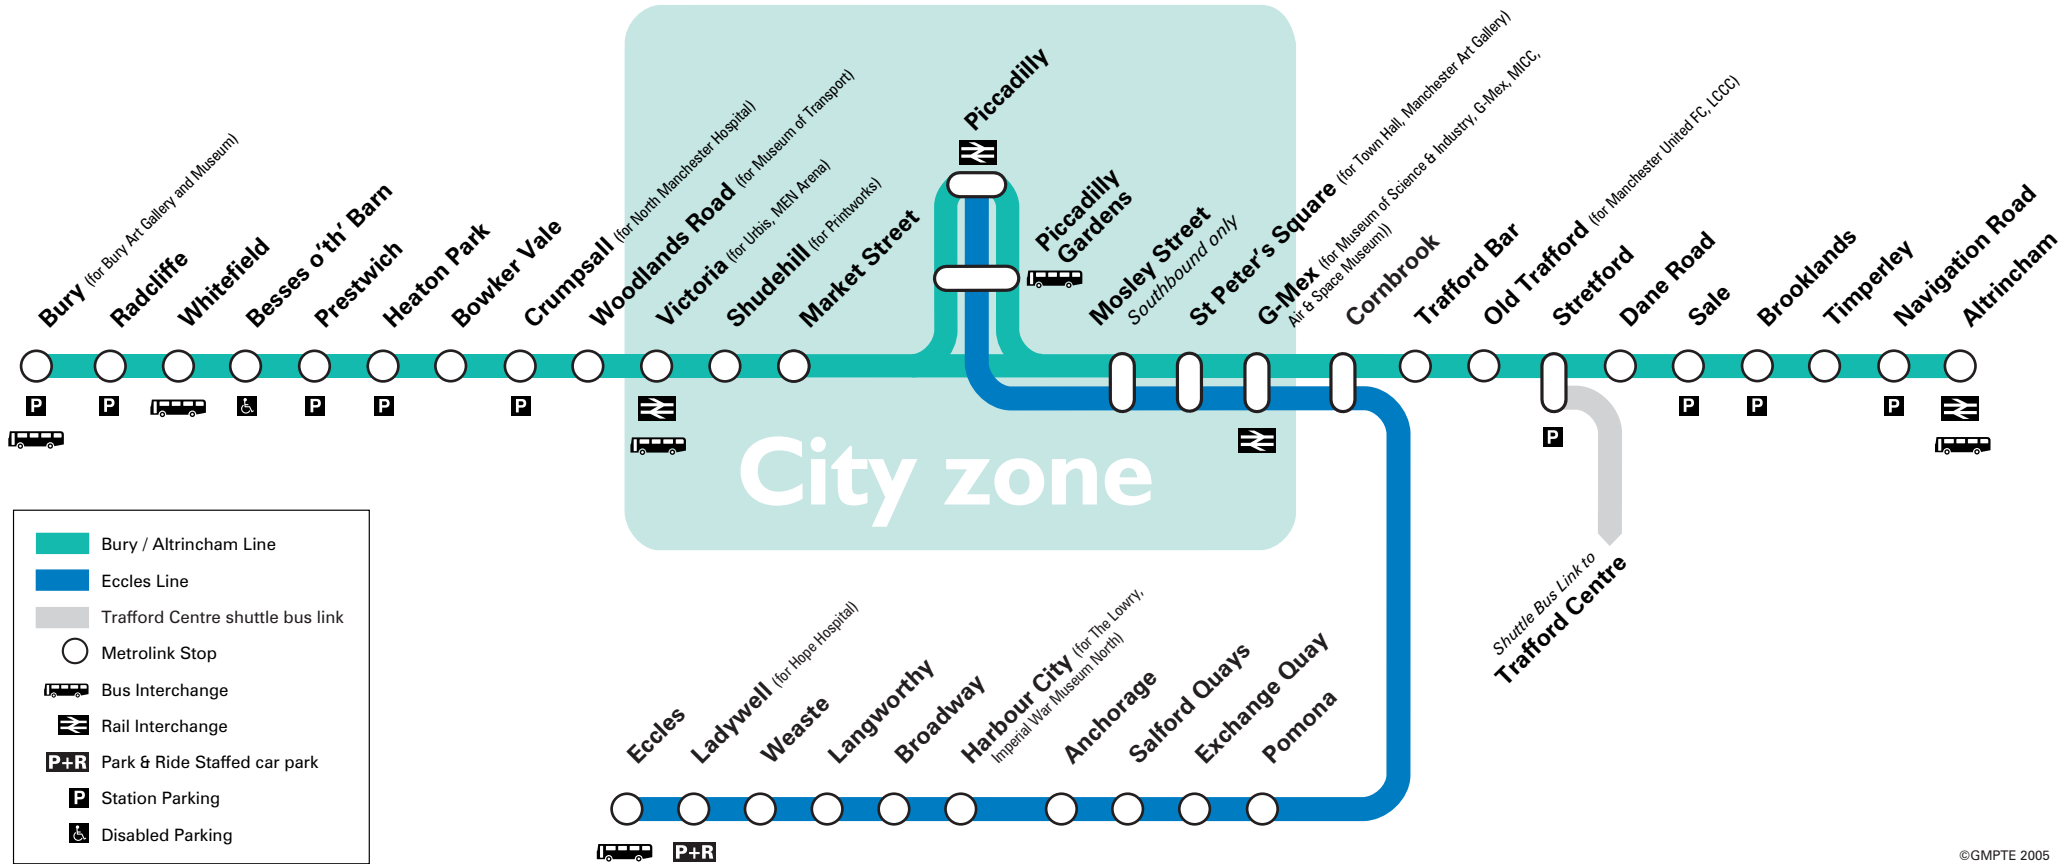 Bury (for Bury Art Gallery and Museum)
Radcliffe
Whitefield
Besses o'th' Barn
Prestwich
Heaton Park
Bowker Vale
Crumpsall (for North Manchester Hospital)
Woodlands Road (for Museum of Transport)
Victoria (for Urbis, MEN Arena)
Shudehill (for Printworks)
Market Street
Piccadilly
Piccadilly
Gardens
Mosley Street
Southbound only
St Peter's Square (for Town Hall, Manchester Art Gallery)
G-Mex (for Museum of Science & Industry, G-Mex, MICC,
Air & Space Museum))
Cornbrook
Trafford Bar
Old Trafford (for Manchester United FC, LCCC)
Stretford
Dane Road
Sale
Brooklands
Timperley
Navigation Road
Altrincham
P
P
P
P
P
P
P
P
P
City zone
Shuttle Bus Link to
Trafford Centre
Bury / Altrincham Line
Eccles Line
Trafford Centre shuttle bus link
Metrolink Stop
Bus Interchange
Rail Interchange
P+R Park & Ride Staffed car park
P Station Parking
Disabled Parking
Eccles
Ladywell (for Hope Hospital)
Weaste
Langworthy
Broadway
Harbour City (for The Lowry,
Imperial War Museum North)
Anchorage
Salford Quays
Exchange Quay
Pomona
P+R
©GMPTE 2005